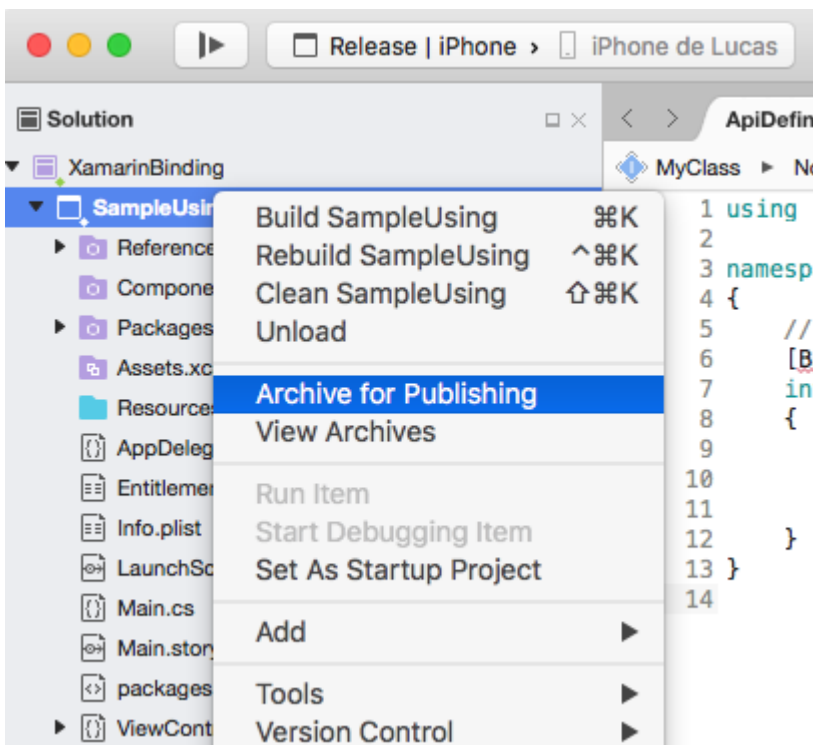 Release | iPhone › iPhone de Lucas
Solution
XamarinBinding
SampleUsin
Reference
Compone
Packages
Assets.xc
Resources
AppDeleg
Entitlemen
Info.plist
LaunchSc
Main.cs
Main.story
packages
ViewCont
Build SampleUsing ⌘K
Rebuild SampleUsing ^⌘K
Clean SampleUsing ⇧⌘K
Unload
Archive for Publishing
View Archives
Run Item
Start Debugging Item
Set As Startup Project
Add
Tools
Version Control
ApiDefin
MyClass ▸ No
1 using
2
3 namesp
4 {
5 //
6 [B
7 in
8 {
9
10
11
12 }
13 }
14